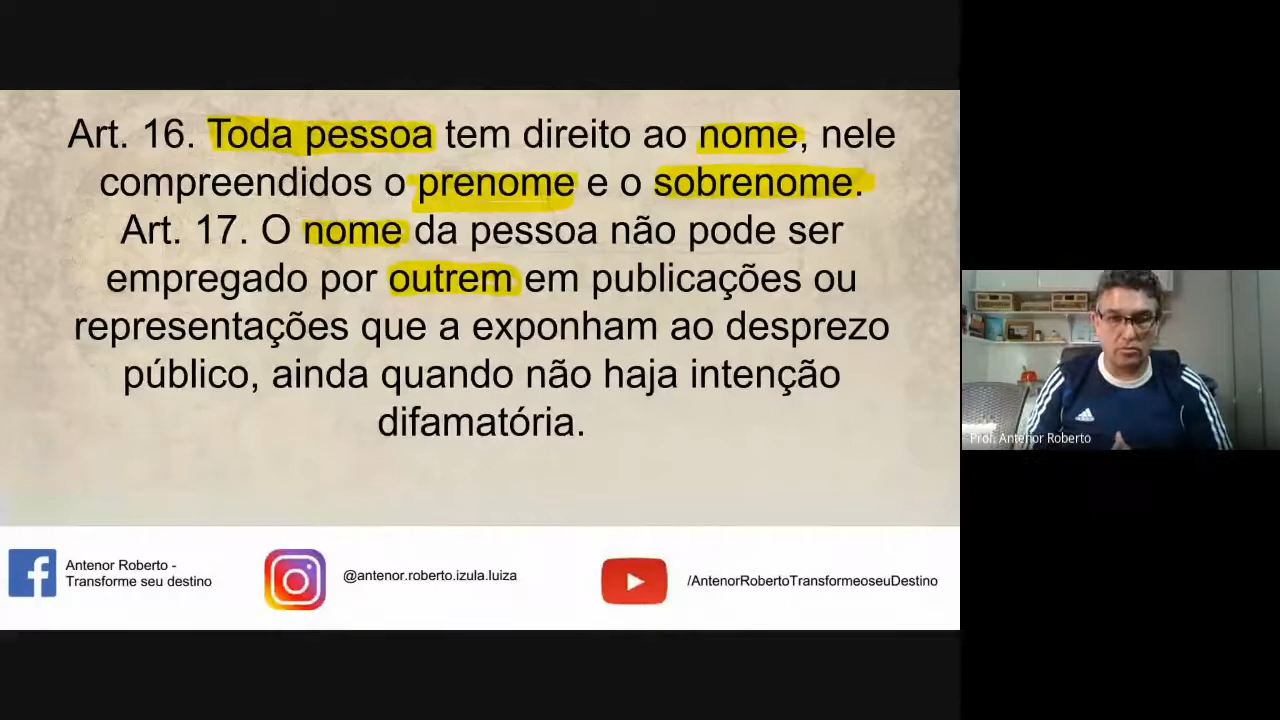 Art. 16. Toda pessoa tem direito ao nome, nele
compreendidos o prenome e o sobrenome.
Art. 17. O nome da pessoa não pode ser
empregado por outrem em publicações ou
representações que a exponham ao desprezo
público, ainda quando não haja intenção
difamatória.
Prof. Antenor Roberto
Antenor Roberto -
Transforme seu destino
@antenor.roberto.izula.luiza
/AntenorRobertoTransformeoseuDestino
adidas